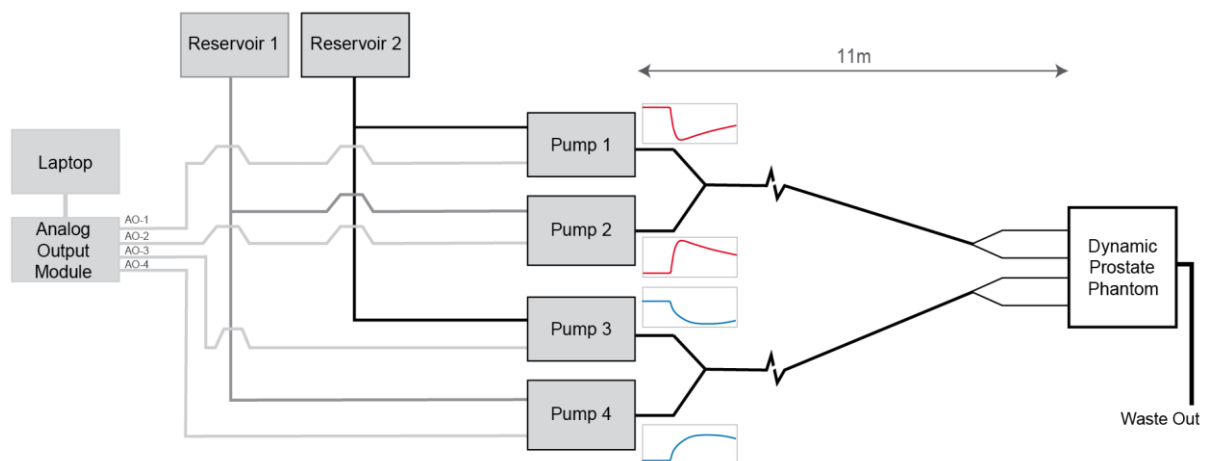 Reservoir 1
Reservoir 2
11m
Laptop
Pump 1
Analog
Output
Module
AO-1
AO-2
AO-3
AO-4
Pump 2
Dynamic
Prostate
Phantom
Pump 3
Pump 4
Waste Out